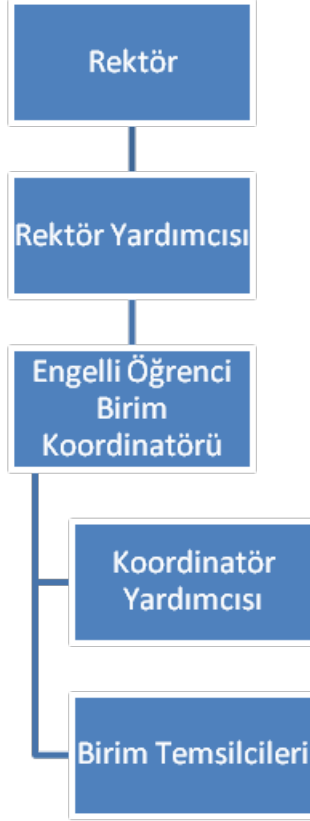 Rektör
Rektör Yardımcısı
Engelli Öğrenci
Birim
Koordinatörü
Koordinatör
Yardımcısı
Birim Temsilcileri